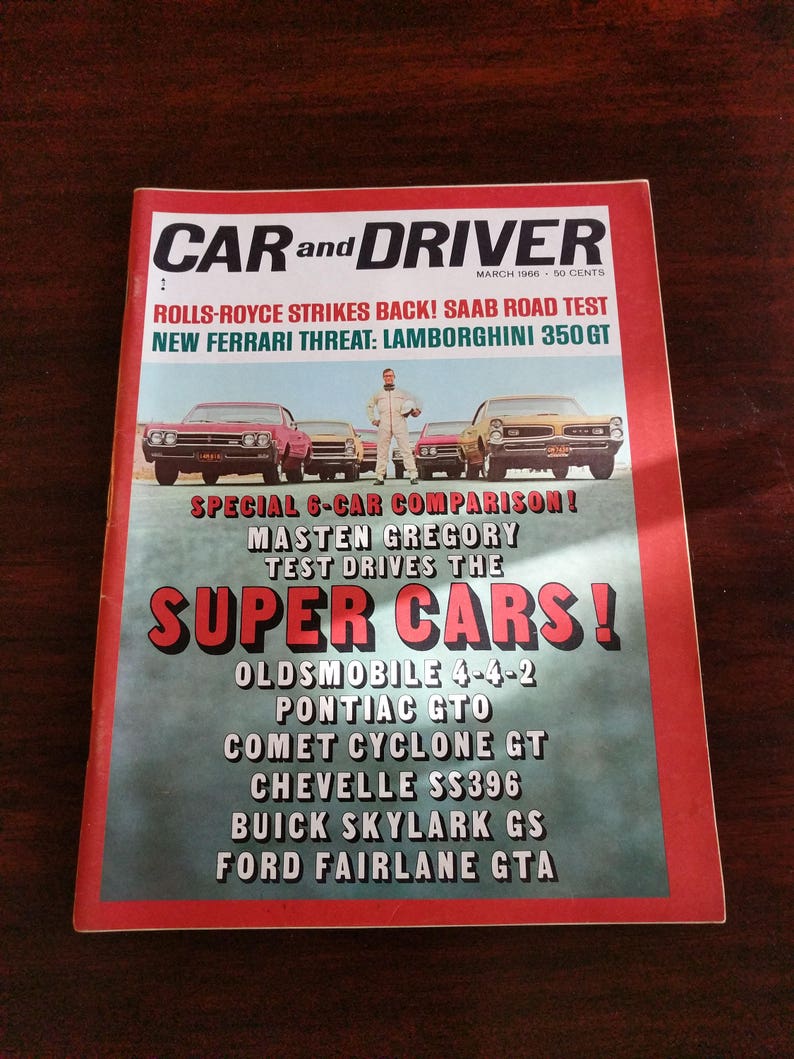 CAR and DRIVER
MARCH 1966 • 50 CENTS
ROLLS-ROYCE STRIKES BACK! SAAB ROAD TEST
NEW FERRARI THREAT: LAMBORGHINI 350GT
GTO
SPECIAL 6-CAR COMPARISON!
MASTEN GREGORY
TEST DRIVES THE
SUPER CARS!
OLDSMOBILE 4-4-2
PONTIAC GTO
COMET CYCLONE GT
CHEVELLE SS396
BUICK SKYLARK GS
FORD FAIRLANE GTA